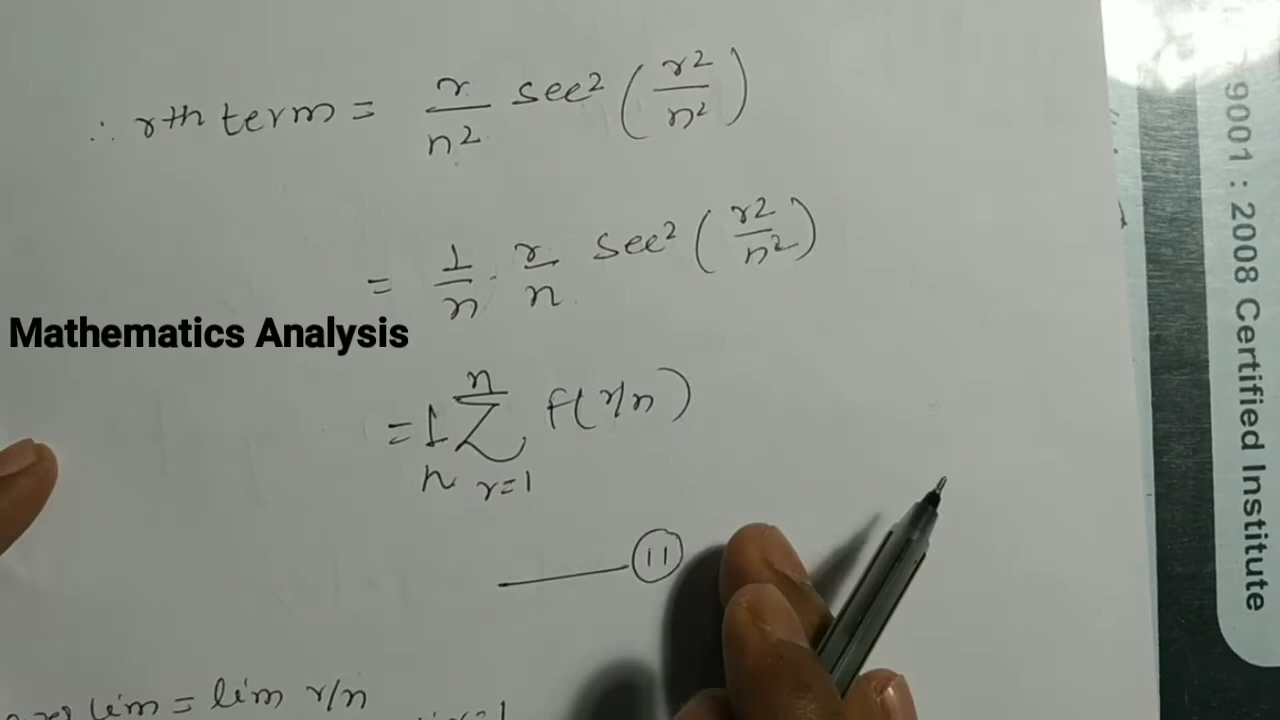 ∴ rth term = r/n² sec² (r²/n²)
= 1/n · r/n sec² (r²/n²)
Mathematics Analysis
= 1/n Σ_{r=1}^{n} f(r/n)
(11)
lim = lim r/n
9001 : 2008 Certified Institute